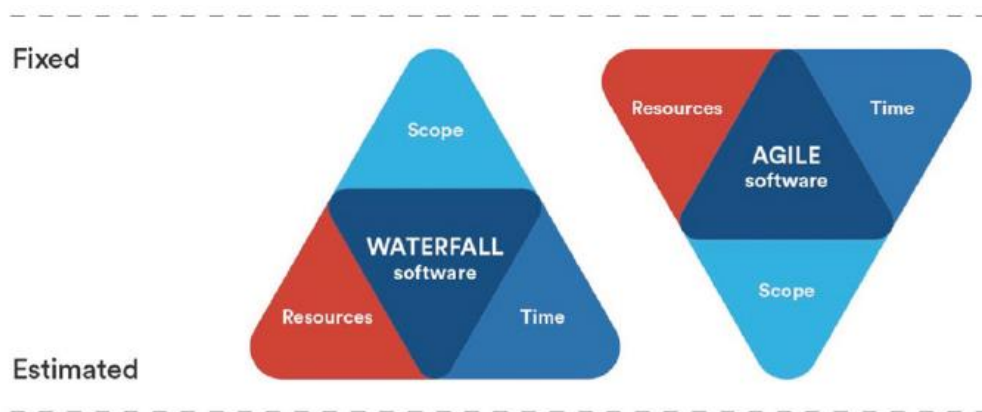 Fixed
Scope
WATERFALL
software
Resources
Time
Resources
Time
AGILE
software
Scope
Estimated